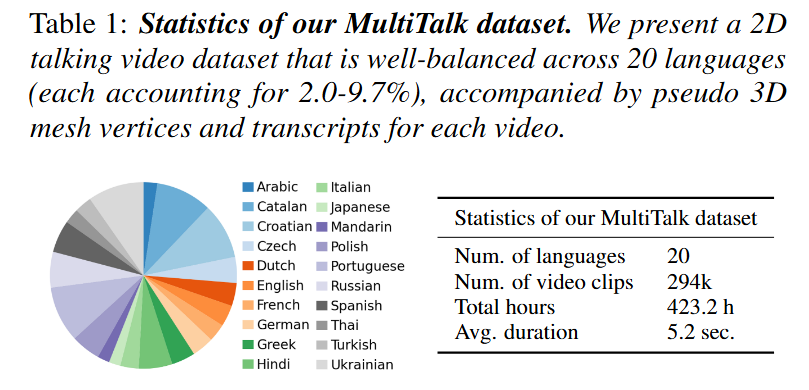 Table 1: Statistics of our MultiTalk dataset. We present a 2D
talking video dataset that is well-balanced across 20 languages
(each accounting for 2.0-9.7%), accompanied by pseudo 3D
mesh vertices and transcripts for each video.
Arabic
Catalan
Croatian
Czech
Dutch
English
French
German
Greek
Hindi
Italian
Japanese
Mandarin
Polish
Portuguese
Russian
Spanish
Thai
Turkish
Ukrainian
Statistics of our MultiTalk dataset
Num. of languages 20
Num. of video clips 294k
Total hours 423.2 h
Avg. duration 5.2 sec.